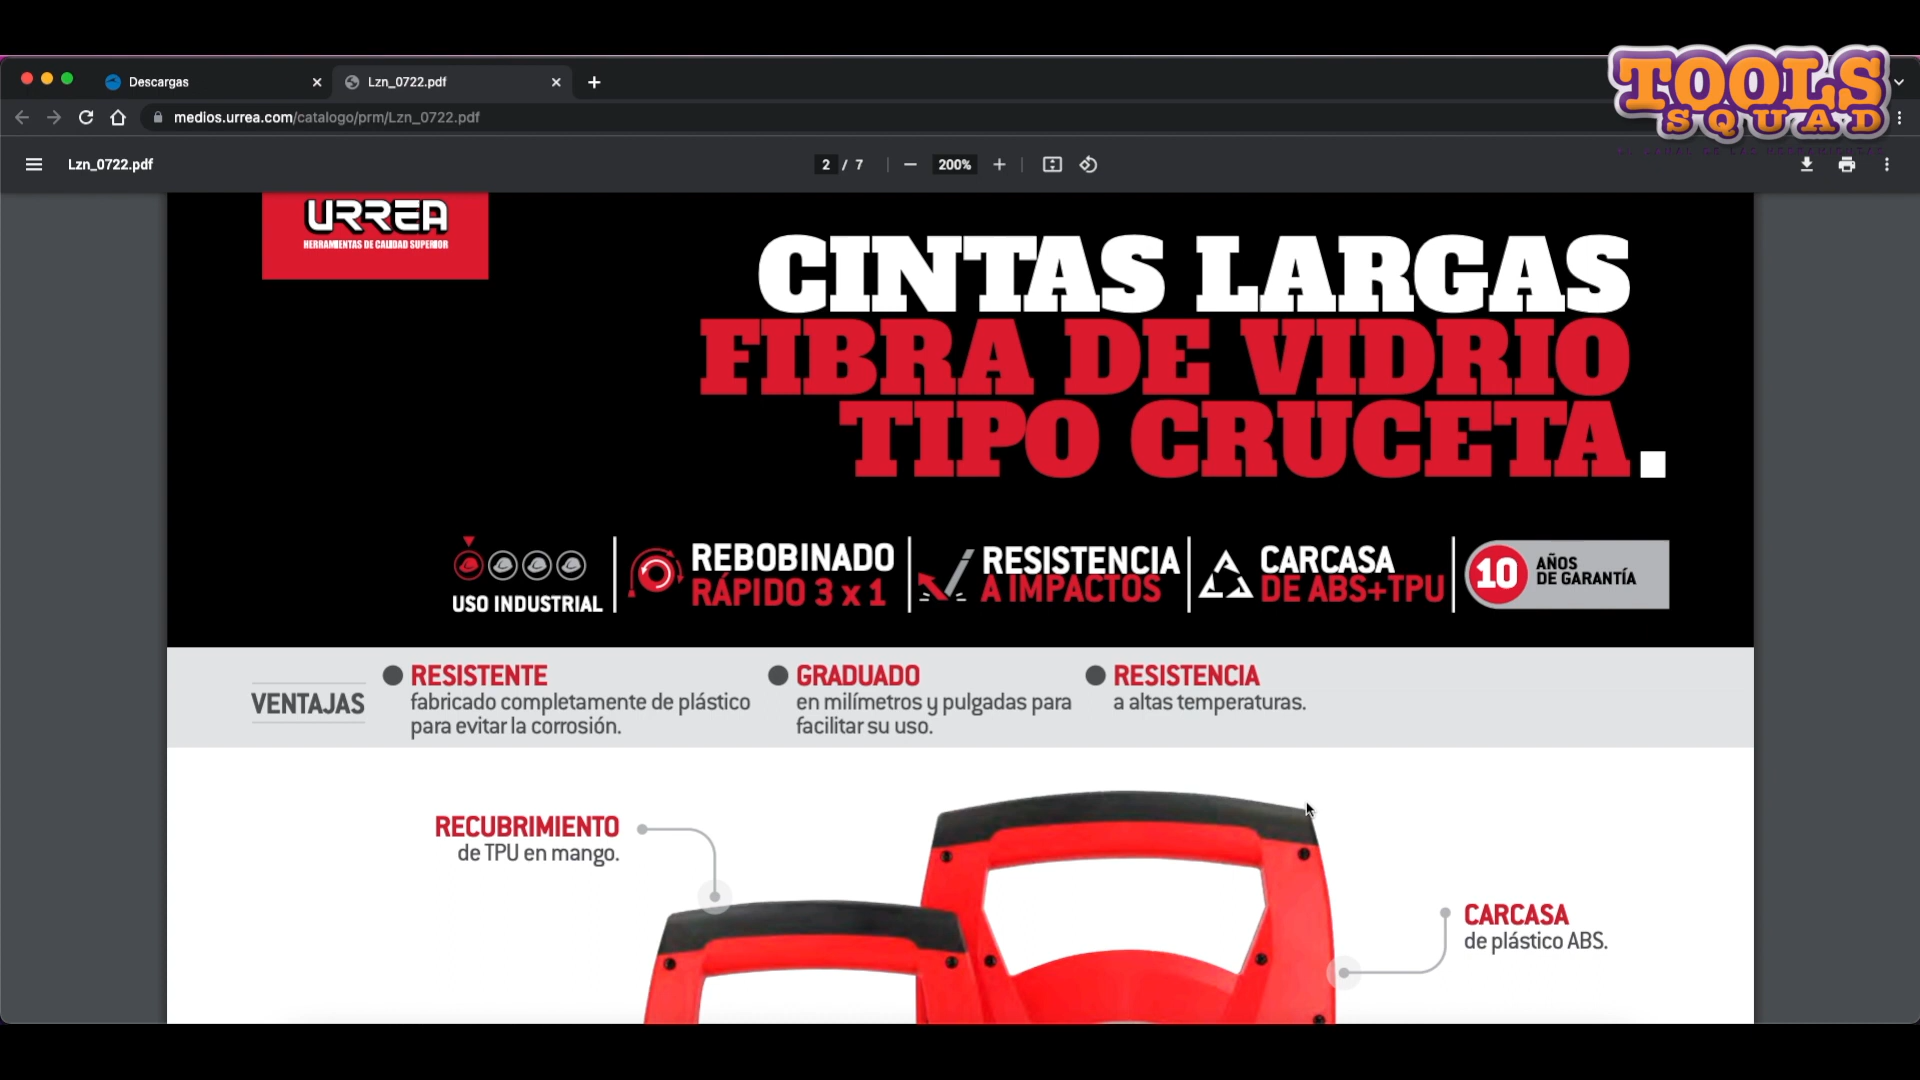 Descargas
Lzn_0722.pdf
TOOLS
SQUAD
medios.urrea.com/catalogo/prm/Lzn_0722.pdf
Lzn_0722.pdf
2 / 7
200%
URREA
HERRAMIENTAS DE CALIDAD SUPERIOR
CINTAS LARGAS
FIBRA DE VIDRIO
TIPO CRUCETA.
USO INDUSTRIAL
REBOBINADO
RÁPIDO 3 x 1
RESISTENCIA
A IMPACTOS
CARCASA
DE ABS+TPU
10 AÑOS
DE GARANTÍA
VENTAJAS
RESISTENTE
fabricado completamente de plástico
para evitar la corrosión.
GRADUADO
en milímetros y pulgadas para
facilitar su uso.
RESISTENCIA
a altas temperaturas.
RECUBRIMIENTO
de TPU en mango.
CARCASA
de plástico ABS.